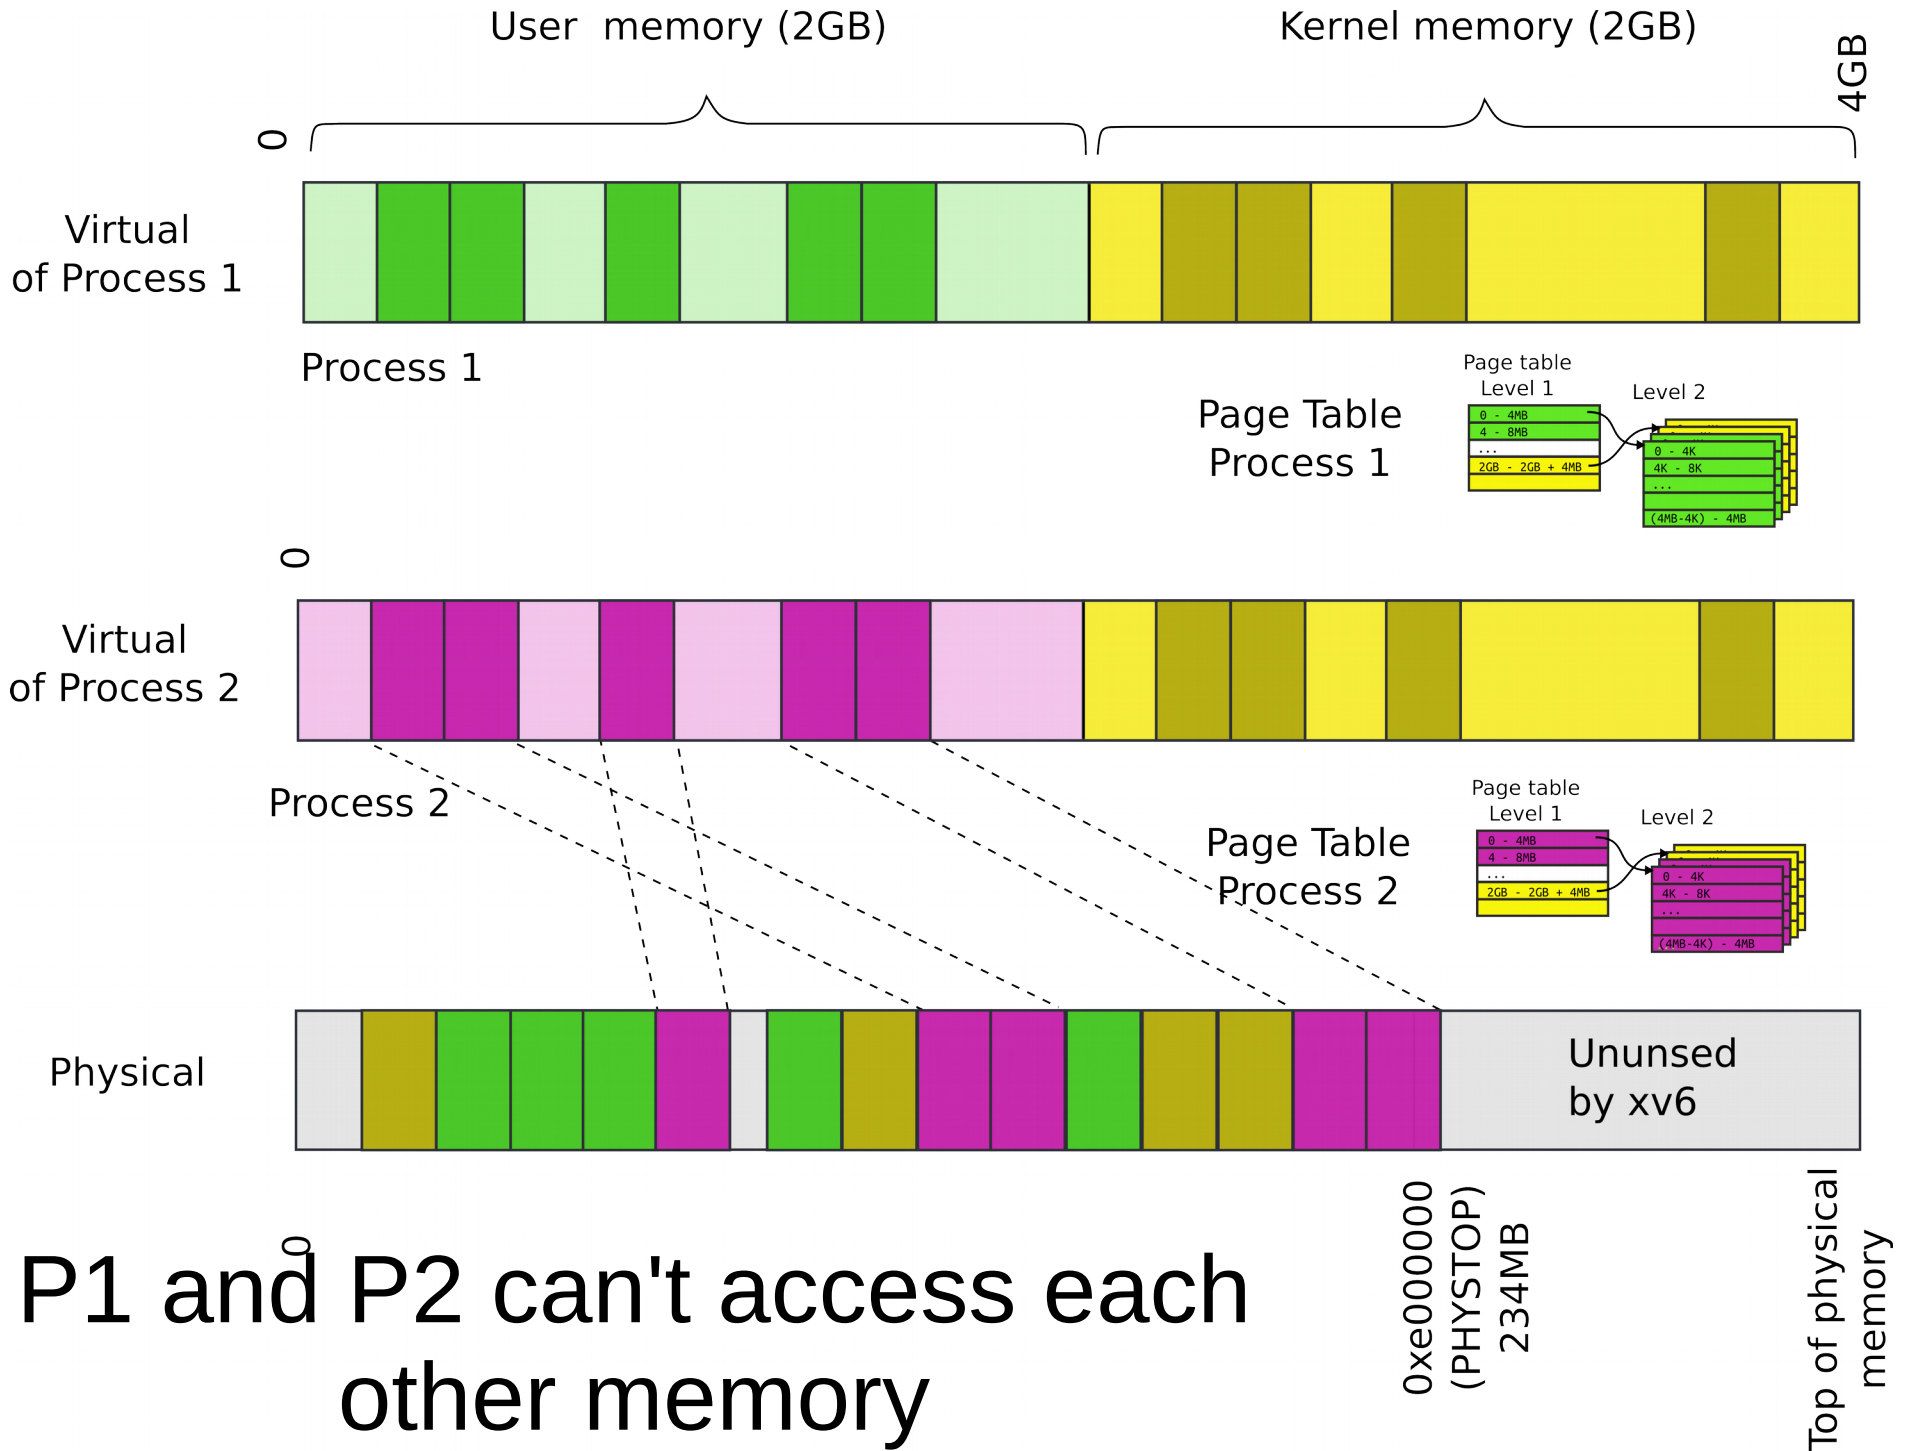 User  memory (2GB)
Kernel memory (2GB)
4GB
0
Virtual
of Process 1
Process 1
Page Table
Process 1
Page table
Level 1
Level 2
0 - 4MB
4 - 8MB
...
2GB - 2GB + 4MB
0 - 4K
4K - 8K
...
(4MB-4K) - 4MB
0
Virtual
of Process 2
Process 2
Page Table
Process 2
Page table
Level 1
Level 2
0 - 4MB
4 - 8MB
...
2GB - 2GB + 4MB
0 - 4K
4K - 8K
...
(4MB-4K) - 4MB
Physical
Ununsed
by xv6
0
0xe000000
(PHYSTOP)
234MB
Top of physical
memory
P1 and P2 can't access each
other memory